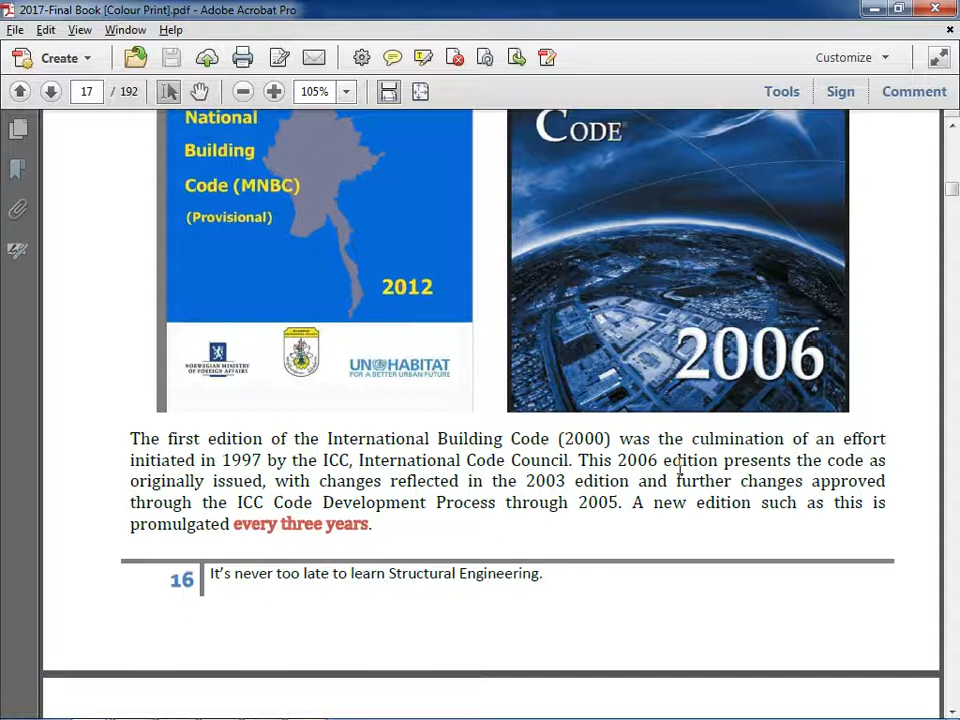 2017-Final Book [Colour Print].pdf - Adobe Acrobat Pro
File Edit View Window Help
Create
Customize
17 / 192
105%
Tools Sign Comment
National
Building
Code (MNBC)
(Provisional)
2012
NORWEGIAN MINISTRY
OF FOREIGN AFFAIRS
UN HABITAT
FOR A BETTER URBAN FUTURE
CODE®
2006
The first edition of the International Building Code (2000) was the culmination of an effort
initiated in 1997 by the ICC, International Code Council. This 2006 edition presents the code as
originally issued, with changes reflected in the 2003 edition and further changes approved
through the ICC Code Development Process through 2005. A new edition such as this is
promulgated every three years.
16
It's never too late to learn Structural Engineering.